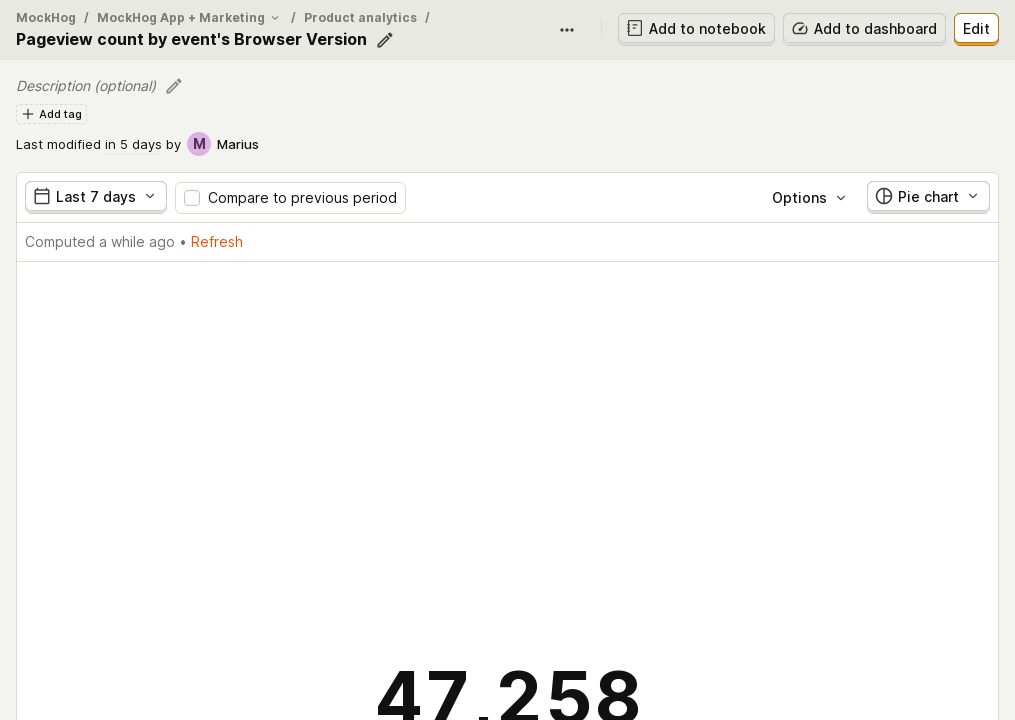 MockHog / MockHog App + Marketing / Product analytics /
Pageview count by event's Browser Version
Add to notebook
Add to dashboard
Edit
Description (optional)
Add tag
Last modified in 5 days by M Marius
Last 7 days
Compare to previous period
Options
Pie chart
Computed a while ago • Refresh
47,258